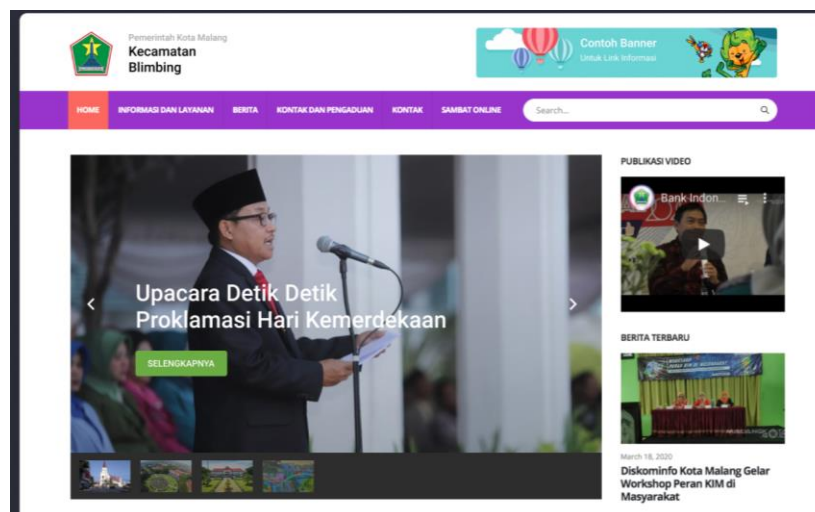 Pemerintah Kota Malang
Kecamatan
Blimbing
Contoh Banner
Untuk Link Informasi
HOME
INFORMASI DAN LAYANAN
BERITA
KONTAK DAN PENGADUAN
KONTAK
SAMBAT ONLINE
Search...
Upacara Detik Detik
Proklamasi Hari Kemerdekaan
SELENGKAPNYA
PUBLIKASI VIDEO
Bank Indon...
BERITA TERBARU
March 18, 2020
Diskominfo Kota Malang Gelar
Workshop Peran KIM di
Masyarakat